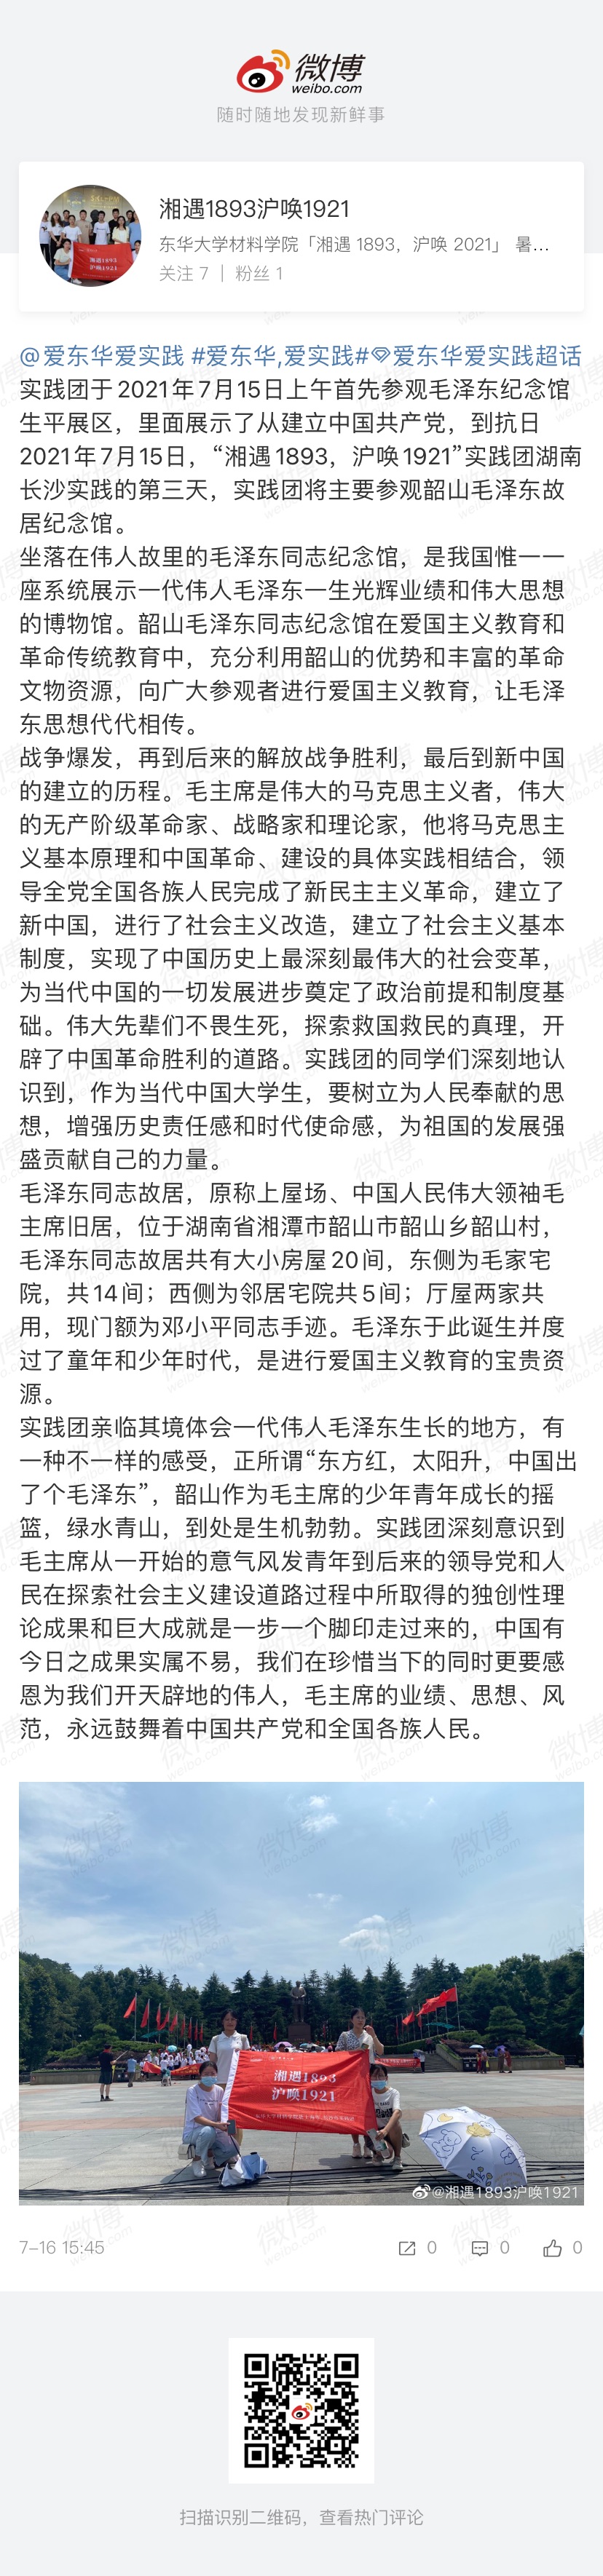 微博
weibo.com
随时随地发现新鲜事
湘遇1893
沪唤1921
湘遇1893沪唤1921
东华大学材料学院「湘遇 1893，沪唤 2021」 暑...
关注 7 | 粉丝 1
@爱东华爱实践 #爱东华,爱实践#爱东华爱实践超话
实践团于2021年7月15日上午首先参观毛泽东纪念馆
生平展区，里面展示了从建立中国共产党，到抗日
2021年7月15日，“湘遇1893，沪唤1921”实践团湖南
长沙实践的第三天，实践团将主要参观韶山毛泽东故
居纪念馆。
坐落在伟人故里的毛泽东同志纪念馆，是我国惟一一
座系统展示一代伟人毛泽东一生光辉业绩和伟大思想
的博物馆。韶山毛泽东同志纪念馆在爱国主义教育和
革命传统教育中，充分利用韶山的优势和丰富的革命
文物资源，向广大参观者进行爱国主义教育，让毛泽
东思想代代相传。
战争爆发，再到后来的解放战争胜利，最后到新中国
的建立的历程。毛主席是伟大的马克思主义者，伟大
的无产阶级革命家、战略家和理论家，他将马克思主
义基本原理和中国革命、建设的具体实践相结合，领
导全党全国各族人民完成了新民主主义革命，建立了
新中国，进行了社会主义改造，建立了社会主义基本
制度，实现了中国历史上最深刻最伟大的社会变革，
为当代中国的一切发展进步奠定了政治前提和制度基
础。伟大先辈们不畏生死，探索救国救民的真理，开
辟了中国革命胜利的道路。实践团的同学们深刻地认
识到，作为当代中国大学生，要树立为人民奉献的思
想，增强历史责任感和时代使命感，为祖国的发展强
盛贡献自己的力量。
毛泽东同志故居，原称上屋场、中国人民伟大领袖毛
主席旧居，位于湖南省湘潭市韶山市韶山乡韶山村，
毛泽东同志故居共有大小房屋20间，东侧为毛家宅
院，共14间；西侧为邻居宅院共5间；厅屋两家共
用，现门额为邓小平同志手迹。毛泽东于此诞生并度
过了童年和少年时代，是进行爱国主义教育的宝贵资
源。
实践团亲临其境体会一代伟人毛泽东生长的地方，有
一种不一样的感受，正所谓“东方红，太阳升，中国出
了个毛泽东”，韶山作为毛主席的少年青年成长的摇
篮，绿水青山，到处是生机勃勃。实践团深刻意识到
毛主席从一开始的意气风发青年到后来的领导党和人
民在探索社会主义建设道路过程中所取得的独创性理
论成果和巨大成就是一步一个脚印走过来的，中国有
今日之成果实属不易，我们在珍惜当下的同时更要感
恩为我们开天辟地的伟人，毛主席的业绩、思想、风
范，永远鼓舞着中国共产党和全国各族人民。
湘遇1893
沪唤1921
@湘遇1893沪唤1921
7-16 15:45
0 0 0
扫描识别二维码，查看热门评论